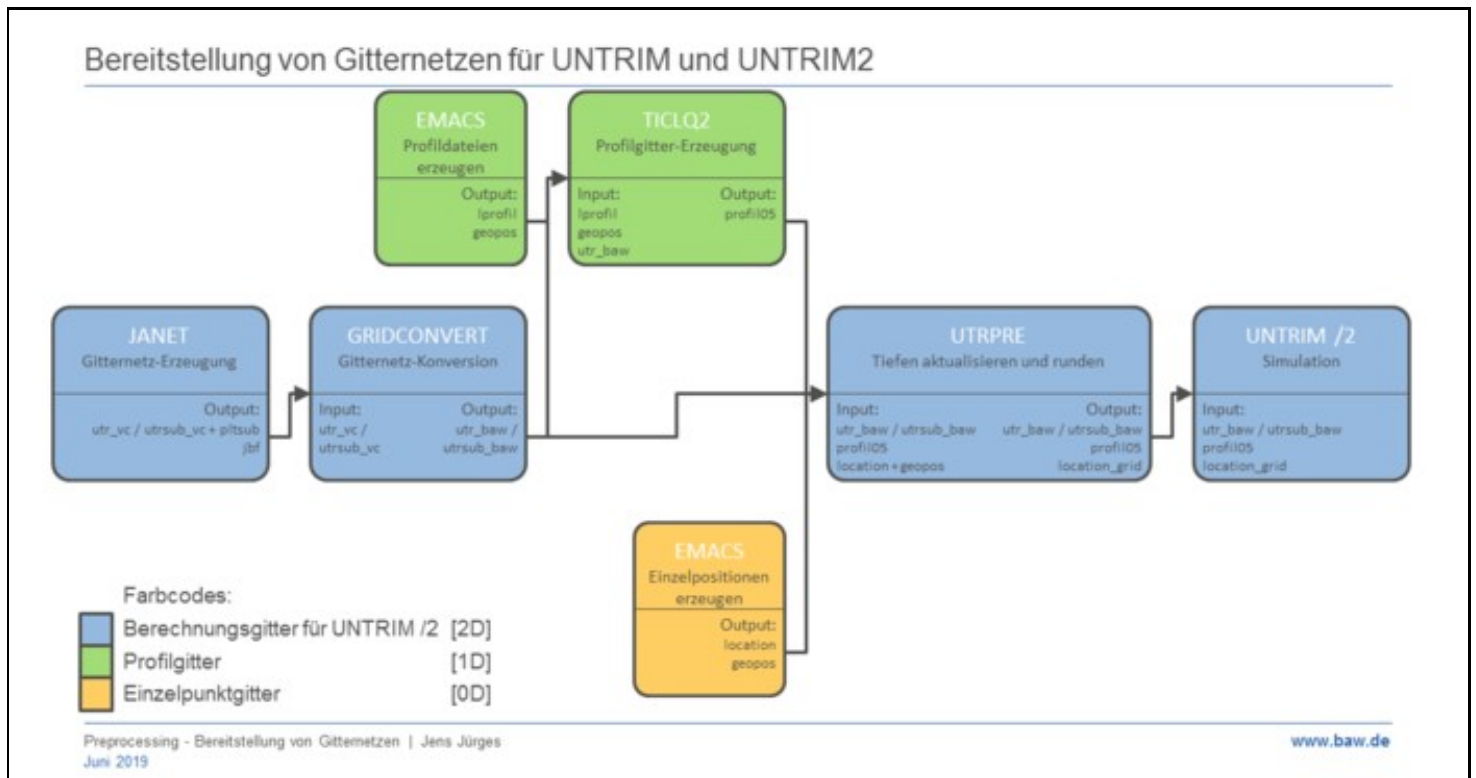 Bereitstellung von Gitternetzen für UNTRIM und UNTRIM2
EMACS
Profildateien
erzeugen
Output:
lprofil
geopos
TICLQ2
Profilgitter-Erzeugung
Input:
lprofil
geopos
utr_baw
Output:
profil05
JANET
Gitternetz-Erzeugung
Output:
utr_vc / utrsub_vc + pltsub
jbf
GRIDCONVERT
Gitternetz-Konversion
Input:
utr_vc /
utrsub_vc
Output:
utr_baw /
utrsub_baw
UTRPRE
Tiefen aktualisieren und runden
Input:
utr_baw / utrsub_baw
profil05
location + geopos
Output:
utr_baw / utrsub_baw
profil05
location_grid
UNTRIM /2
Simulation
Input:
utr_baw / utrsub_baw
profil05
location_grid
EMACS
Einzelpositionen
erzeugen
Output:
location
geopos
Farbcodes:
Berechnungsgitter für UNTRIM /2 [2D]
Profilgitter [1D]
Einzelpunktgitter [0D]
Preprocessing - Bereitstellung von Gitternetzen | Jens Jürges
Juni 2019
www.baw.de